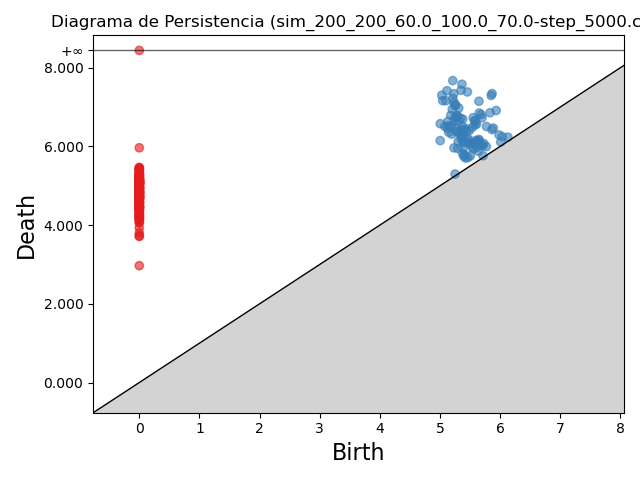 Diagrama de Persistencia (sim_200_200_60.0_100.0_70.0-step_5000.c
+∞
8.000
6.000
4.000
2.000
0.000
Death
0 1 2 3 4 5 6 7 8
Birth